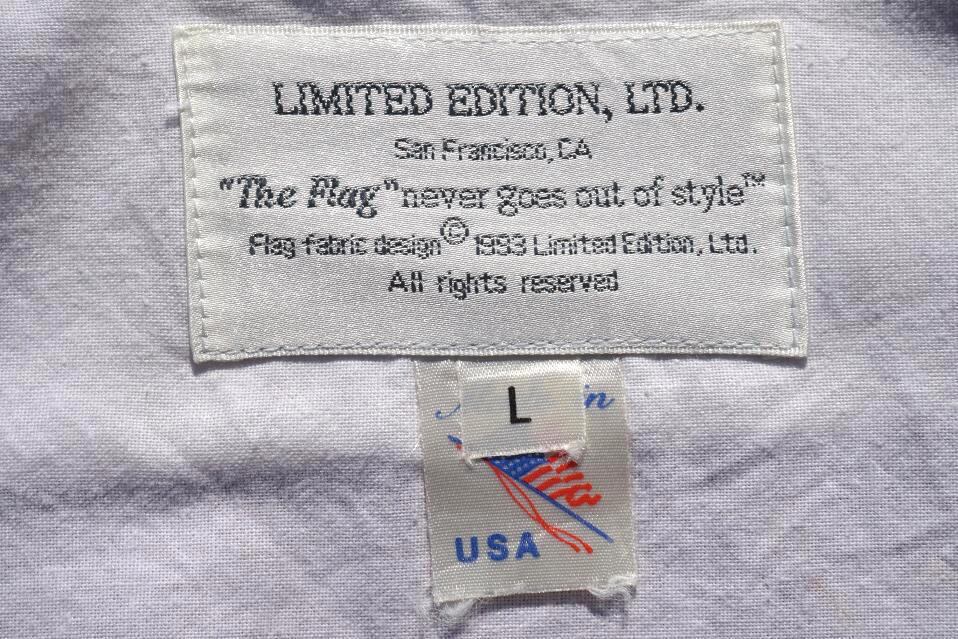 LIMITED EDITION, LTD.
San Francisco, CA
"The Flag" never goes out of style™
Flag fabric design © 1993 Limited Edition, Ltd.
All rights reserved
L
in
USA